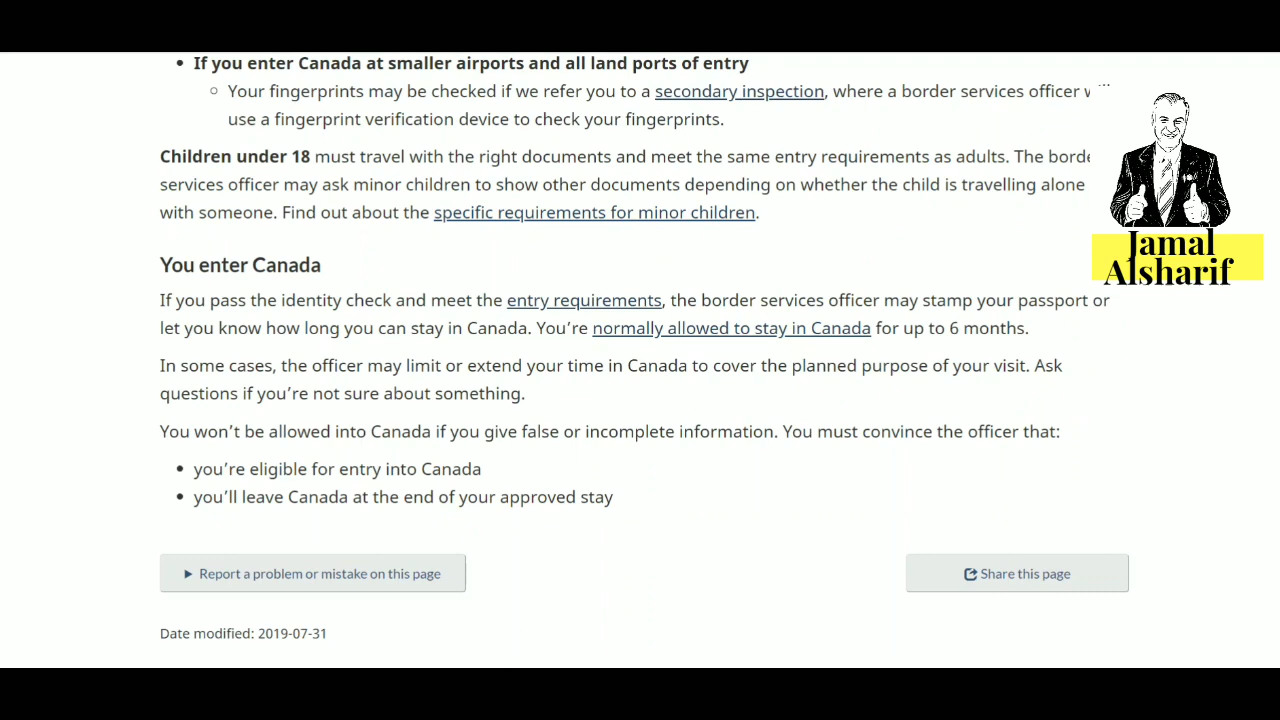 If you enter Canada at smaller airports and all land ports of entry
Your fingerprints may be checked if we refer you to a secondary inspection, where a border services officer
use a fingerprint verification device to check your fingerprints.
Children under 18 must travel with the right documents and meet the same entry requirements as adults. The
services officer may ask minor children to show other documents depending on whether the child is travelling alone
with someone. Find out about the specific requirements for minor children.
You enter Canada
If you pass the identity check and meet the entry requirements, the border services officer may stamp your passport or
let you know how long you can stay in Canada. You’re normally allowed to stay in Canada for up to 6 months.
In some cases, the officer may limit or extend your time in Canada to cover the planned purpose of your visit. Ask
questions if you’re not sure about something.
You won’t be allowed into Canada if you give false or incomplete information. You must convince the officer that:
you’re eligible for entry into Canada
you’ll leave Canada at the end of your approved stay
Report a problem or mistake on this page
Share this page
Date modified: 2019-07-31
Jamal
Alsharif